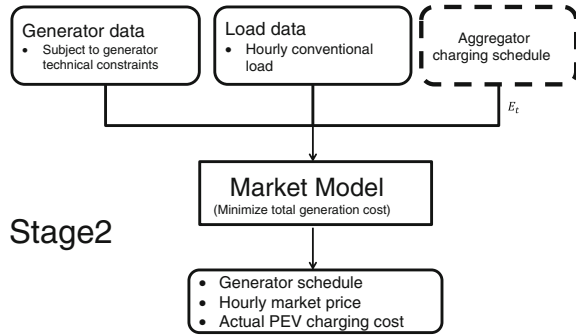 Generator data
• Subject to generator
technical constraints
Load data
• Hourly conventional
load
Aggregator
charging schedule
E_t
Market Model
(Minimize total generation cost)
Stage2
• Generator schedule
• Hourly market price
• Actual PEV charging cost